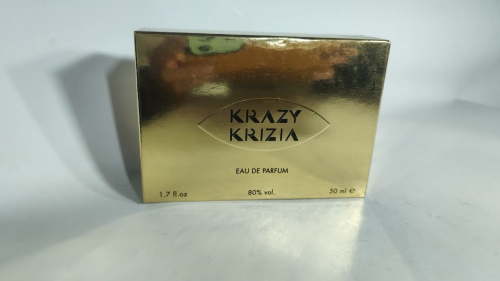 KRAZY
KRIZIA
EAU DE PARFUM
1.7 fl.oz 80% vol. 50 ml ℮